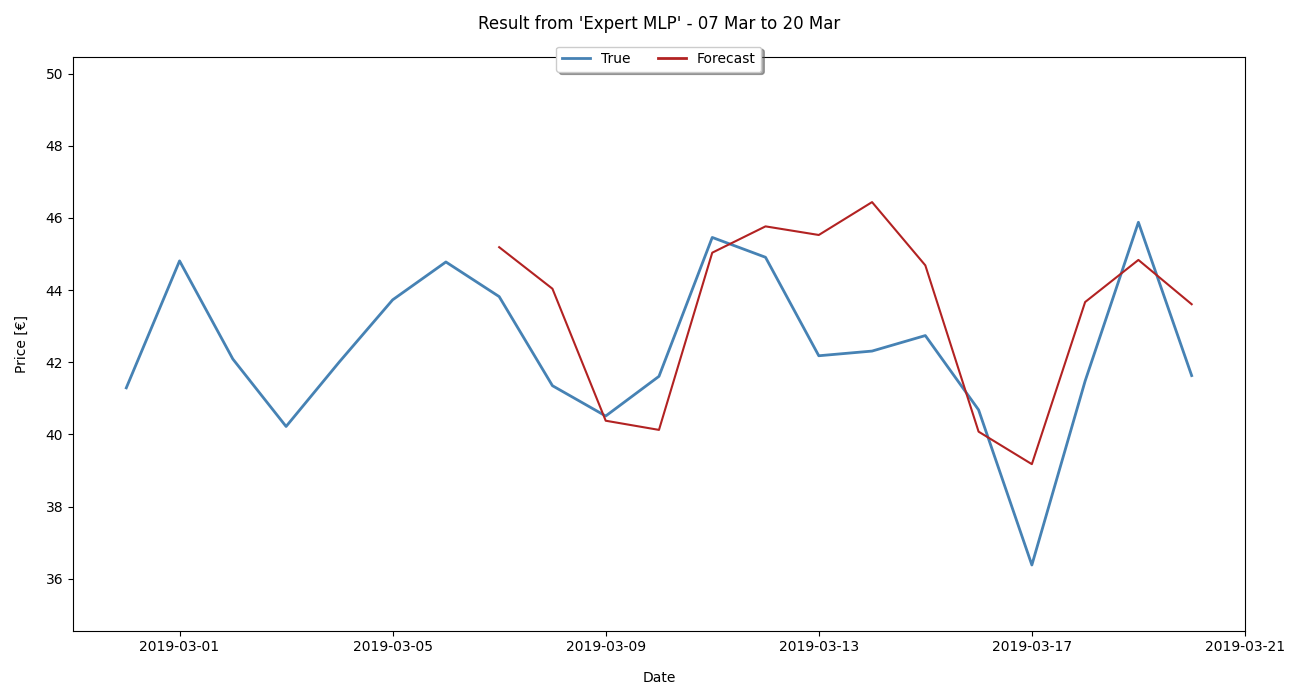 Result from 'Expert MLP' - 07 Mar to 20 Mar
True Forecast
50
48
46
44
42
40
38
36
Price [€]
2019-03-01 2019-03-05 2019-03-09 2019-03-13 2019-03-17 2019-03-21
Date